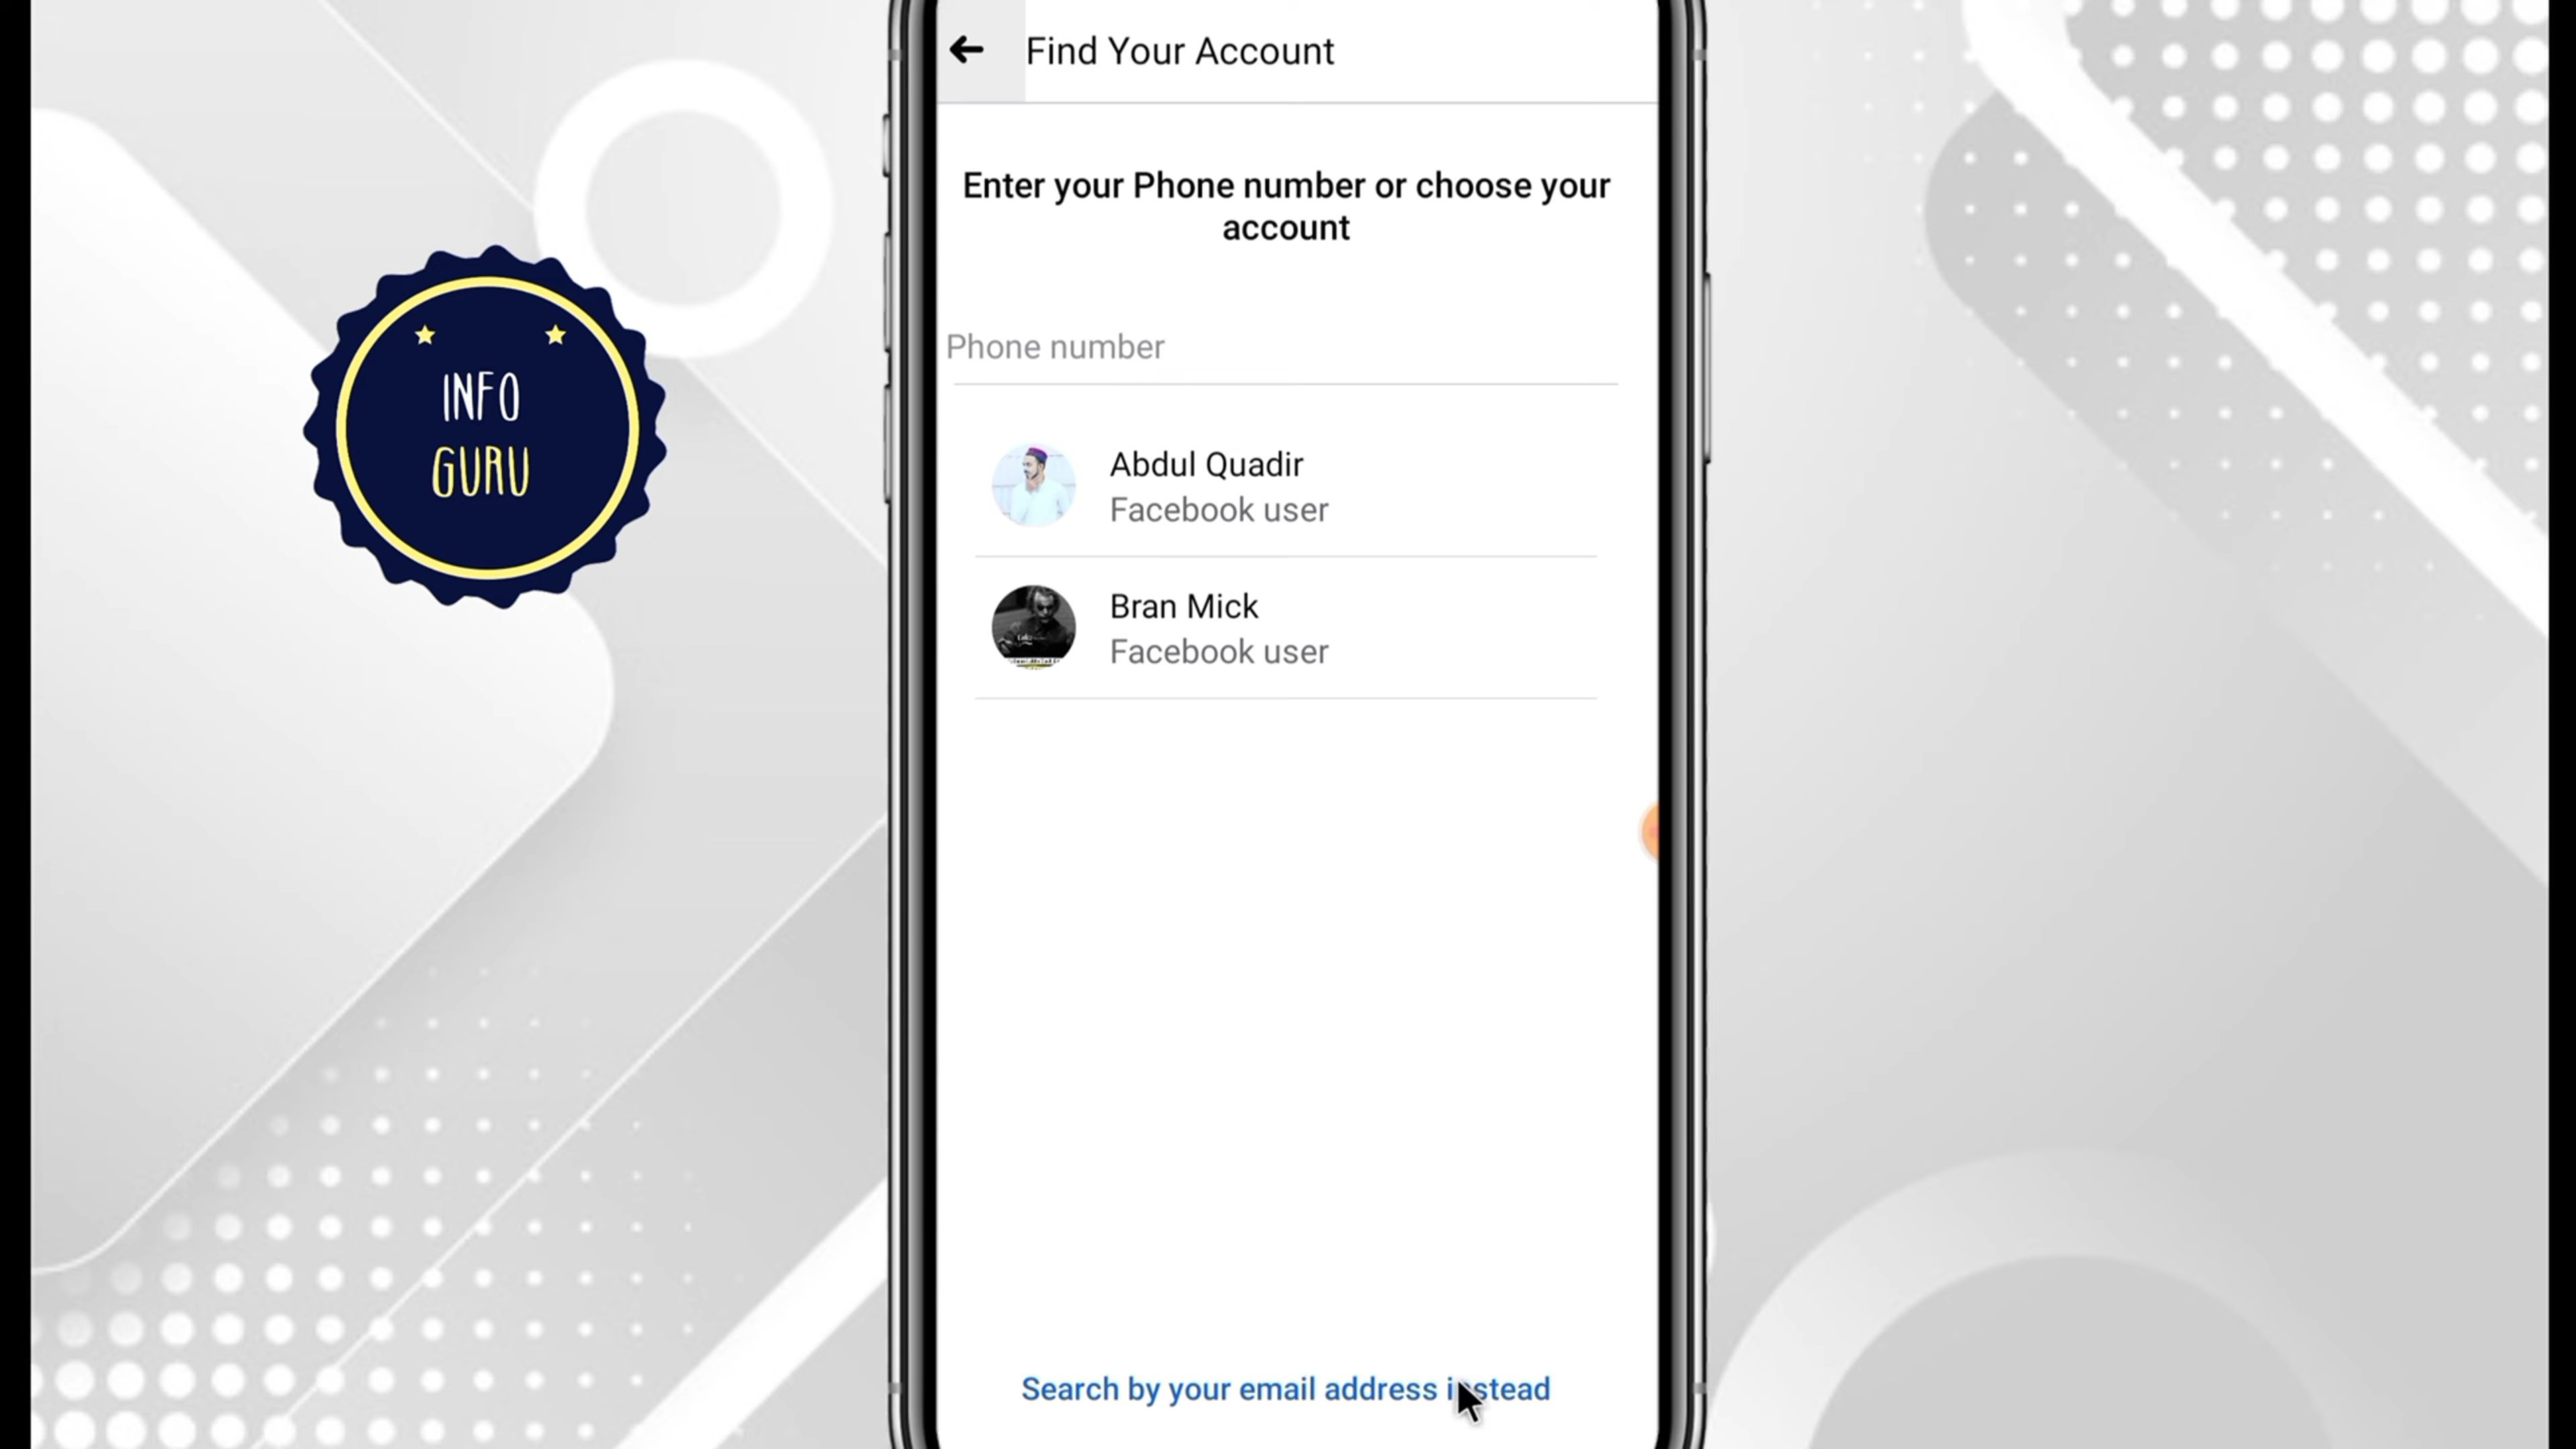 Find Your Account
Enter your Phone number or choose your
account
Phone number
INFO
GURU
Abdul Quadir
Facebook user
Bran Mick
Facebook user
Search by your email address instead